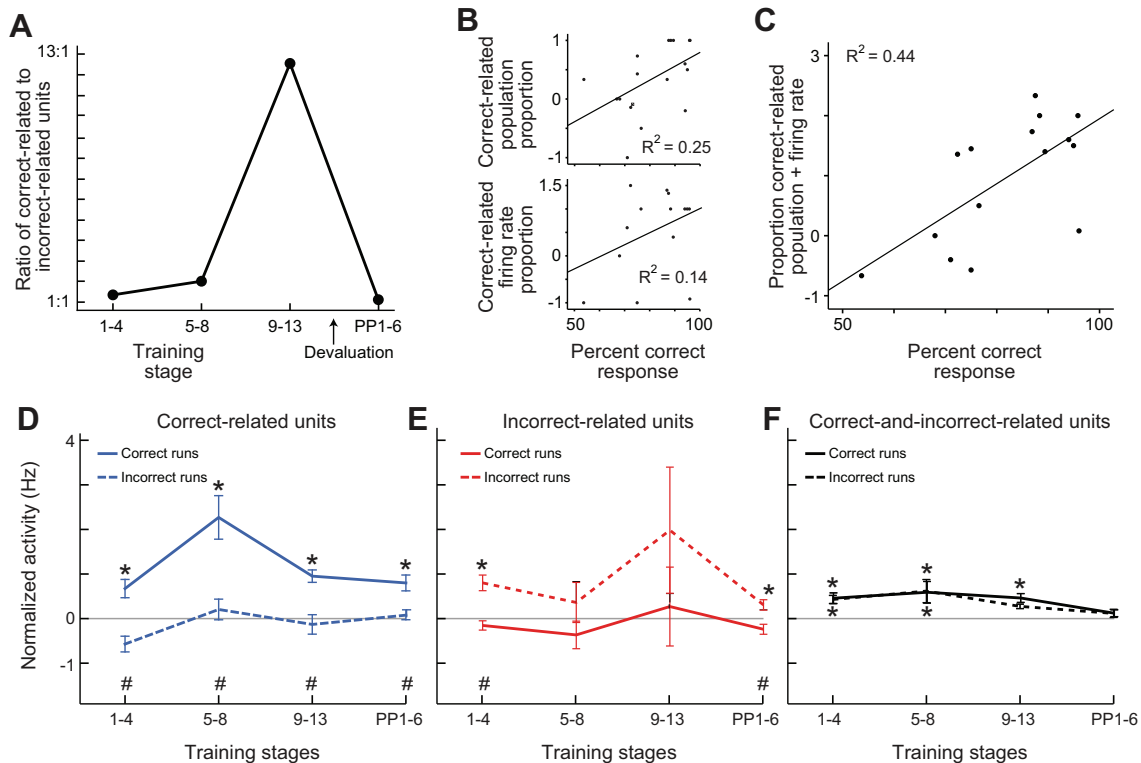 A
Ratio of correct-related to
incorrect-related units
13:1
1:1
1-4
5-8
9-13
PP1-6
Devaluation
Training
stage
B
Correct-related
population
proportion
1
0
-1
R² = 0.25
Correct-related
firing rate
proportion
1.5
1
0
-1
R² = 0.14
50
100
Percent correct
response
C
Proportion correct-related
population + firing rate
3
0
-1
R² = 0.44
50
100
Percent correct
response
D
Correct-related units
Normalized activity (Hz)
4
0
-1
Correct runs
Incorrect runs
* * * *
# # # #
1-4
5-8
9-13
PP1-6
Training stages
E
Incorrect-related units
Correct runs
Incorrect runs
* *
# #
1-4
5-8
9-13
PP1-6
Training stages
F
Correct-and-incorrect-related units
Correct runs
Incorrect runs
* * *
* *
1-4
5-8
9-13
PP1-6
Training stages